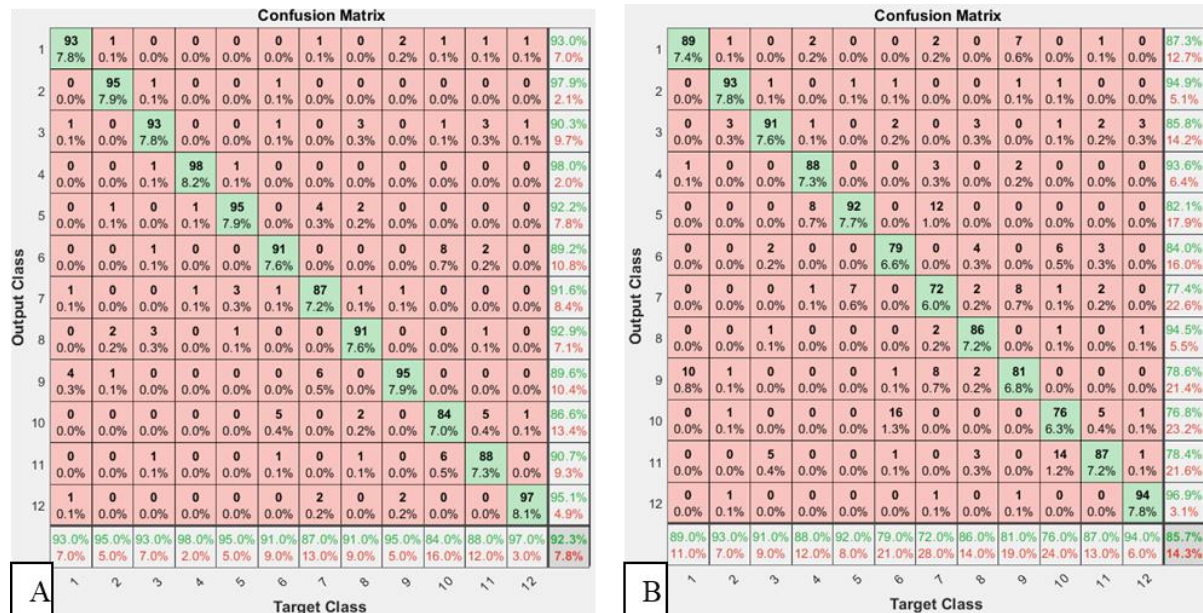 Confusion Matrix
1 93 1 0 0 0 0 1 0 2 1 1 1 93.0%
7.8% 0.1% 0.0% 0.0% 0.0% 0.0% 0.1% 0.0% 0.2% 0.1% 0.1% 0.1% 7.0%
2 0 95 1 0 0 1 0 0 0 0 0 0 97.9%
0.0% 7.9% 0.1% 0.0% 0.0% 0.1% 0.0% 0.0% 0.0% 0.0% 0.0% 0.0% 2.1%
3 1 0 93 0 0 1 0 3 0 1 3 1 90.3%
0.1% 0.0% 7.8% 0.0% 0.0% 0.1% 0.0% 0.3% 0.0% 0.1% 0.3% 0.1% 9.7%
4 0 0 1 98 1 0 0 0 0 0 0 0 98.0%
0.0% 0.0% 0.1% 8.2% 0.1% 0.0% 0.0% 0.0% 0.0% 0.0% 0.0% 0.0% 2.0%
5 0 1 0 1 95 0 4 2 0 0 0 0 92.2%
0.0% 0.1% 0.0% 0.1% 7.9% 0.0% 0.3% 0.2% 0.0% 0.0% 0.0% 0.0% 7.8%
6 0 0 1 0 0 91 0 0 0 8 2 0 89.2%
0.0% 0.0% 0.1% 0.0% 0.0% 7.6% 0.0% 0.0% 0.0% 0.7% 0.2% 0.0% 10.8%
7 1 0 0 1 3 1 87 1 1 0 0 0 91.6%
0.1% 0.0% 0.0% 0.1% 0.3% 0.1% 7.2% 0.1% 0.1% 0.0% 0.0% 0.0% 8.4%
8 0 2 3 0 1 0 0 91 0 0 1 0 92.9%
0.0% 0.2% 0.3% 0.0% 0.1% 0.0% 0.0% 7.6% 0.0% 0.0% 0.1% 0.0% 7.1%
9 4 1 0 0 0 0 6 0 95 0 0 0 89.6%
0.3% 0.1% 0.0% 0.0% 0.0% 0.0% 0.5% 0.0% 7.9% 0.0% 0.0% 0.0% 10.4%
10 0 0 0 0 0 5 0 2 0 84 5 1 86.6%
0.0% 0.0% 0.0% 0.0% 0.0% 0.4% 0.0% 0.2% 0.0% 7.0% 0.4% 0.1% 13.4%
11 0 0 1 0 0 1 0 1 0 6 88 0 90.7%
0.0% 0.0% 0.1% 0.0% 0.0% 0.1% 0.0% 0.1% 0.0% 0.5% 7.3% 0.0% 9.3%
12 1 0 0 0 0 0 2 0 2 0 0 97 95.1%
0.1% 0.0% 0.0% 0.0% 0.0% 0.0% 0.2% 0.0% 0.2% 0.0% 0.0% 8.1% 4.9%
93.0% 95.0% 93.0% 98.0% 95.0% 91.0% 87.0% 91.0% 95.0% 84.0% 88.0% 97.0% 92.3%
7.0% 5.0% 7.0% 2.0% 5.0% 9.0% 13.0% 9.0% 5.0% 16.0% 12.0% 3.0% 7.8%
1 2 3 4 5 6 7 8 9 10 11 12
Output Class
Target Class
A
Confusion Matrix
1 89 1 0 2 0 0 2 0 7 0 1 0 87.3%
7.4% 0.1% 0.0% 0.2% 0.0% 0.0% 0.2% 0.0% 0.6% 0.0% 0.1% 0.0% 12.7%
2 0 93 1 0 1 1 0 0 1 1 0 0 94.9%
0.0% 7.8% 0.1% 0.0% 0.1% 0.1% 0.0% 0.0% 0.1% 0.1% 0.0% 0.0% 5.1%
3 0 3 91 1 0 2 0 3 0 1 2 3 85.8%
0.0% 0.3% 7.6% 0.1% 0.0% 0.2% 0.0% 0.3% 0.0% 0.1% 0.2% 0.3% 14.2%
4 1 0 0 88 0 0 3 0 2 0 0 0 93.6%
0.1% 0.0% 0.0% 7.3% 0.0% 0.0% 0.3% 0.0% 0.2% 0.0% 0.0% 0.0% 6.4%
5 0 0 0 8 92 0 12 0 0 0 0 0 82.1%
0.0% 0.0% 0.0% 0.7% 7.7% 0.0% 1.0% 0.0% 0.0% 0.0% 0.0% 0.0% 17.9%
6 0 0 2 0 0 79 0 4 0 6 3 0 84.0%
0.0% 0.0% 0.2% 0.0% 0.0% 6.6% 0.0% 0.3% 0.0% 0.5% 0.3% 0.0% 16.0%
7 0 0 0 1 7 0 72 2 8 1 2 0 77.4%
0.0% 0.0% 0.0% 0.1% 0.6% 0.0% 6.0% 0.2% 0.7% 0.1% 0.2% 0.0% 22.6%
8 0 0 1 0 0 0 2 86 0 1 0 1 94.5%
0.0% 0.0% 0.1% 0.0% 0.0% 0.0% 0.2% 7.2% 0.0% 0.1% 0.0% 0.1% 5.5%
9 10 1 0 0 0 1 8 2 81 0 0 0 78.6%
0.8% 0.1% 0.0% 0.0% 0.0% 0.1% 0.7% 0.2% 6.8% 0.0% 0.0% 0.0% 21.4%
10 0 1 0 0 0 16 0 0 0 76 5 1 76.8%
0.0% 0.1% 0.0% 0.0% 0.0% 1.3% 0.0% 0.0% 0.0% 6.3% 0.4% 0.1% 23.2%
11 0 0 5 0 0 1 0 3 0 14 87 1 78.4%
0.0% 0.0% 0.4% 0.0% 0.0% 0.1% 0.0% 0.3% 0.0% 1.2% 7.2% 0.1% 21.6%
12 0 1 0 0 0 0 1 0 1 0 0 94 96.9%
0.0% 0.1% 0.0% 0.0% 0.0% 0.0% 0.1% 0.0% 0.1% 0.0% 0.0% 7.8% 3.1%
89.0% 93.0% 91.0% 88.0% 92.0% 79.0% 72.0% 86.0% 81.0% 76.0% 87.0% 94.0% 85.7%
11.0% 7.0% 9.0% 12.0% 8.0% 21.0% 28.0% 14.0% 19.0% 24.0% 13.0% 6.0% 14.3%
1 2 3 4 5 6 7 8 9 10 11 12
Output Class
Target Class
B